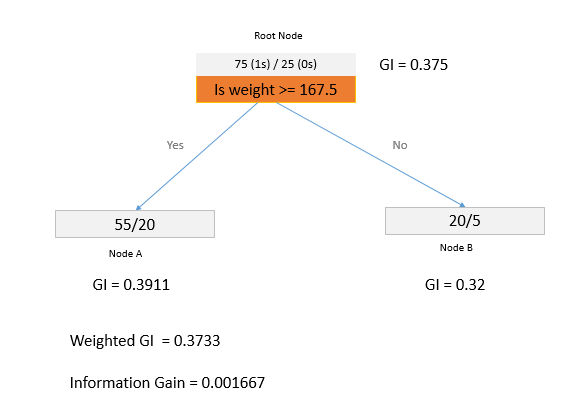 Root Node
75 (1s) / 25 (0s)
GI = 0.375
Is weight >= 167.5
Yes
No
55/20
20/5
Node A
Node B
GI = 0.3911
GI = 0.32
Weighted GI = 0.3733
Information Gain = 0.001667